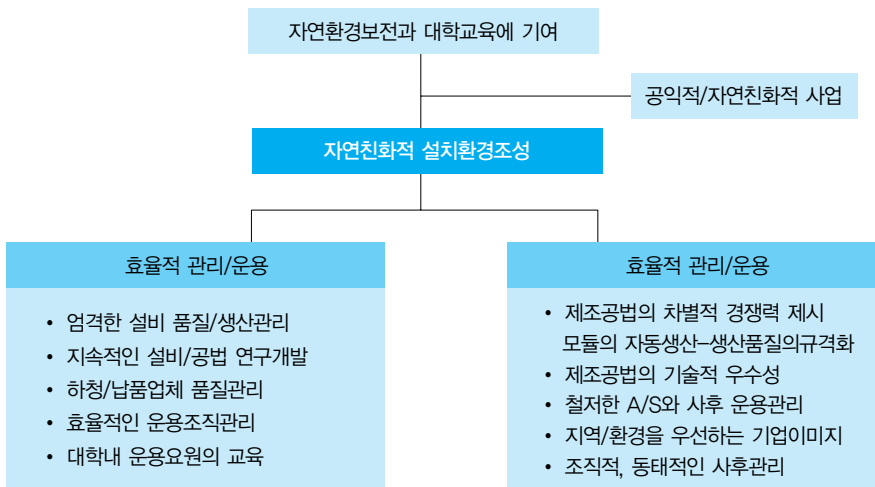 자연환경보전과 대학교육에 기여
공익적/자연친화적 사업
자연친화적 설치환경조성
효율적 관리/운용
• 엄격한 설비 품질/생산관리
• 지속적인 설비/공법 연구개발
• 하청/납품업체 품질관리
• 효율적인 운용조직관리
• 대학내 운용요원의 교육
효율적 관리/운용
• 제조공법의 차별적 경쟁력 제시
모듈의 자동생산–생산품질의규격화
• 제조공법의 기술적 우수성
• 철저한 A/S와 사후 운용관리
• 지역/환경을 우선하는 기업이미지
• 조직적, 동태적인 사후관리